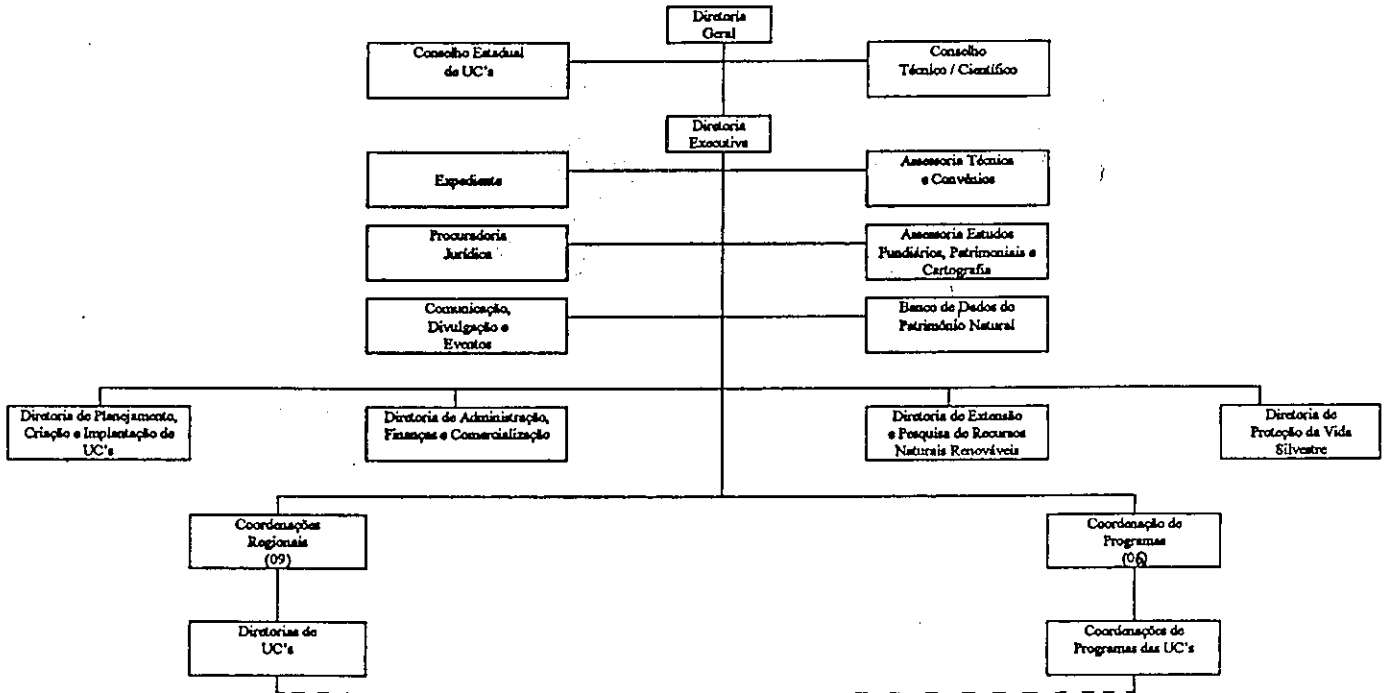 Diretoria
Geral
Conselho Estadual
de UC's
Conselho
Técnico / Científico
Diretoria
Executiva
Expediente
Assessoria Técnica
e Convênios
Procuradoria
Jurídica
Assessoria Estudos
Fundiários, Patrimoniais e
Cartografia
Comunicação,
Divulgação e
Eventos
Banco de Dados do
Patrimônio Natural
Diretoria de Planejamento,
Criação e Implantação de
UC's
Diretoria de Administração,
Finanças e Comercialização
Diretoria de Extensão
e Pesquisa de Recursos
Naturais Renováveis
Diretoria de
Proteção da Vida
Silvestre
Coordenações
Regionais
(09)
Coordenação de
Programas
Diretorias de
UC's
Coordenações de
Programas das UC's